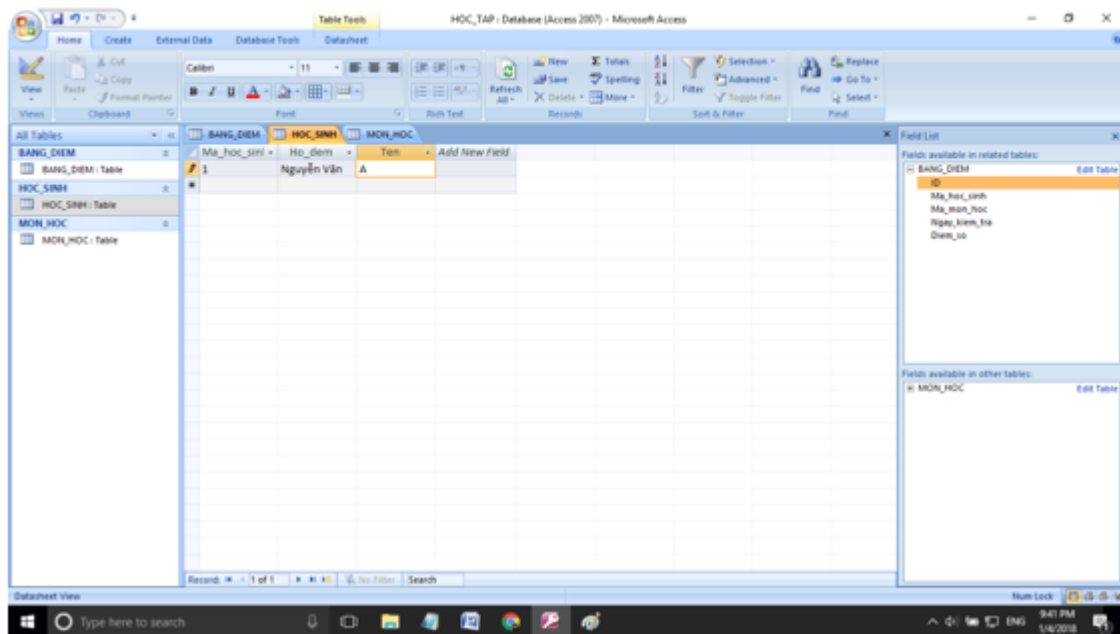 Table Tools
HOC_TAP : Database (Access 2007) - Microsoft Access
Home Create External Data Database Tools Datasheet
View
Paste
Cut
Copy
Format Painter
Calibri 11
B I U A
Refresh All
New
Save
Delete
Totals
Spelling
More
Filter
Selection
Advanced
Toggle Filter
Find
Replace
Go To
Select
Views Clipboard Font Rich Text Records Sort & Filter Find
All Tables
BANG_DIEM
BANG_DIEM : Table
HOC_SINH
HOC_SINH : Table
MON_HOC
MON_HOC : Table
BANG_DIEM HOC_SINH MON_HOC
Ma_hoc_sinl Ho_dem Ten Add New Field
1 Nguyễn Văn A
Field List
Fields available in related tables:
BANG_DIEM Edit Table
ID
Ma_hoc_sinh
Ma_mon_hoc
Ngay_kiem_tra
Diem_so
Fields available in other tables:
MON_HOC Edit Table
Record: 1 of 1 No Filter Search
Datasheet View
Num Lock
Type here to search
ENG
9:41 PM
1/4/2018